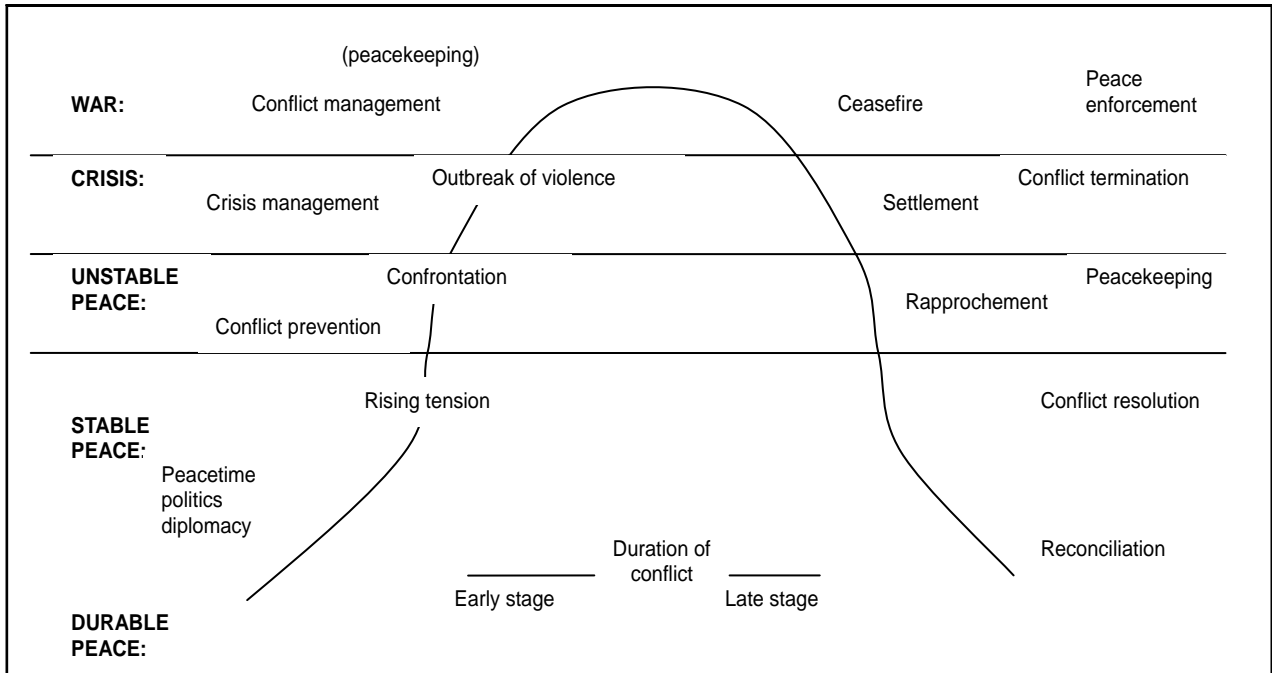 (peacekeeping)
WAR:
Conflict management
Ceasefire
Peace
enforcement
CRISIS:
Outbreak of violence
Conflict termination
Crisis management
Settlement
UNSTABLE
PEACE:
Confrontation
Peacekeeping
Rapprochement
Conflict prevention
Rising tension
Conflict resolution
STABLE
PEACE:
Peacetime
politics
diplomacy
Duration of
conflict
Reconciliation
Early stage
Late stage
DURABLE
PEACE: